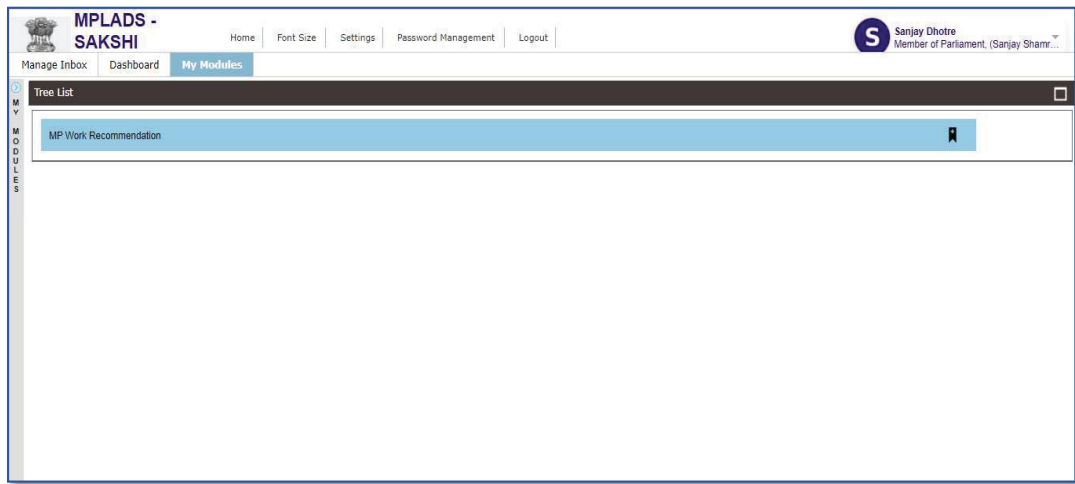 MPLADS -
SAKSHI
Home Font Size Settings Password Management Logout
S
Sanjay Dhotre
Member of Parliament, (Sanjay Shamr...
Manage Inbox Dashboard My Modules
MY MODULES
Tree List
MP Work Recommendation